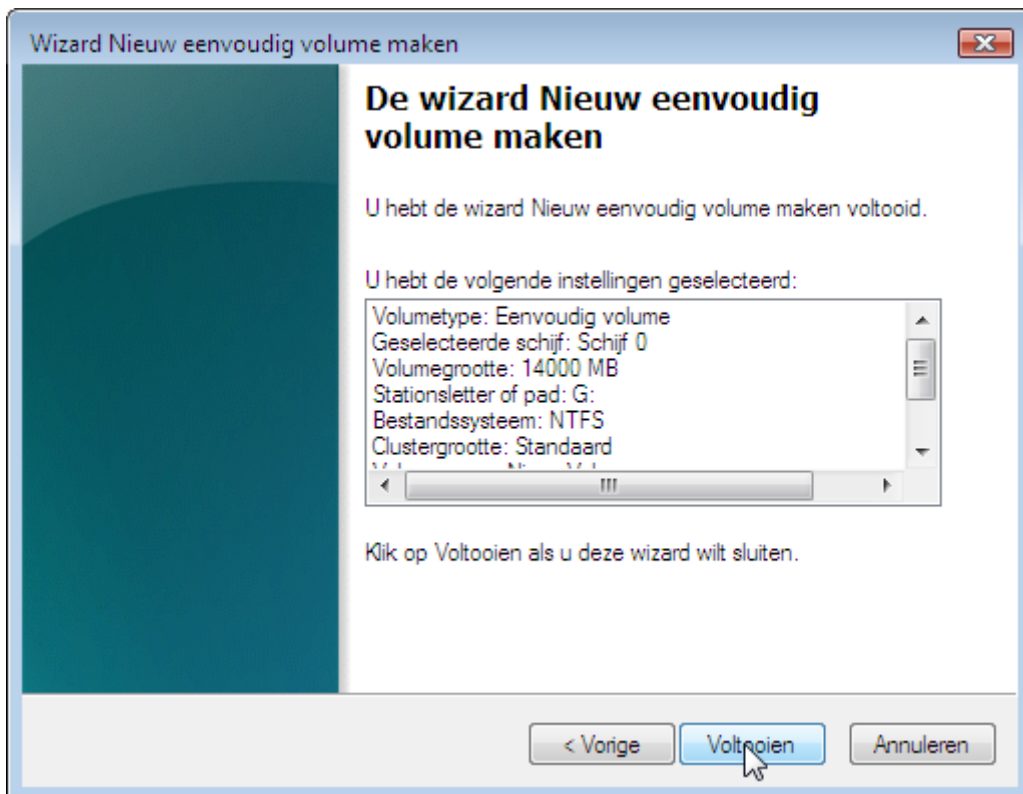 Wizard Nieuw eenvoudig volume maken
De wizard Nieuw eenvoudig
volume maken
U hebt de wizard Nieuw eenvoudig volume maken voltooid.
U hebt de volgende instellingen geselecteerd:
Volumetype: Eenvoudig volume
Geselecteerde schijf: Schijf 0
Volumegrootte: 14000 MB
Stationsletter of pad: G:
Bestandssysteem: NTFS
Clustergrootte: Standaard
Klik op Voltooien als u deze wizard wilt sluiten.
< Vorige
Voltooien
Annuleren